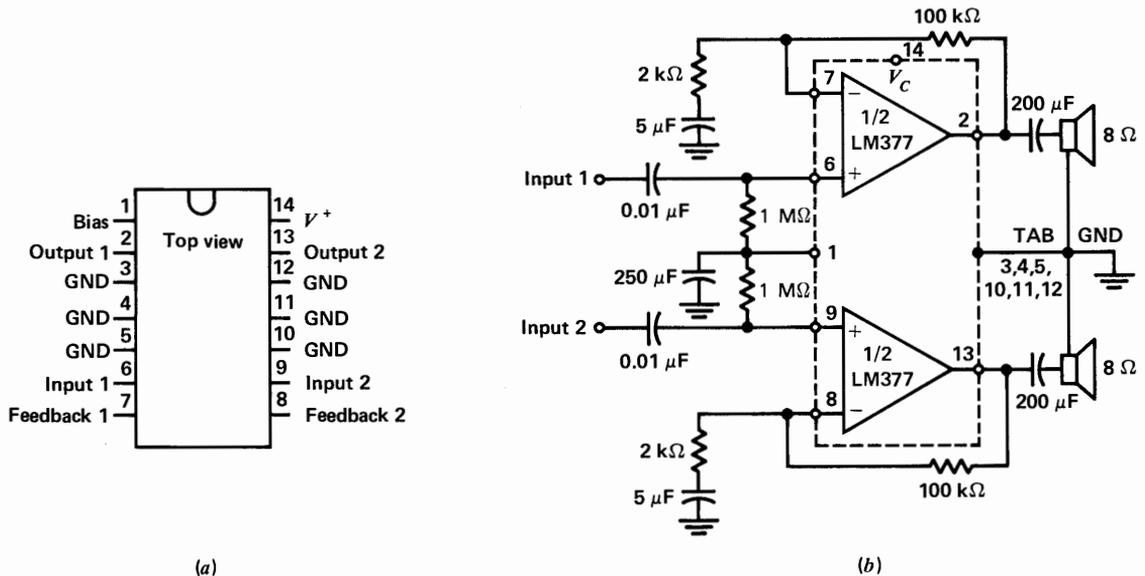 1
Bias
2
Output 1
3
GND
4
GND
5
GND
6
Input 1
7
Feedback 1
Top view
14
V+
13
Output 2
12
GND
11
GND
10
GND
9
Input 2
8
Feedback 2
(a)
100 kΩ
14
V_C
2 kΩ
5 μF
7
−
1/2
LM377
2
200 μF
8 Ω
Input 1
0.01 μF
6
+
1 MΩ
1
250 μF
TAB
GND
3,4,5,
10,11,12
1 MΩ
Input 2
0.01 μF
9
+
1/2
LM377
13
200 μF
8 Ω
8
−
2 kΩ
5 μF
100 kΩ
(b)